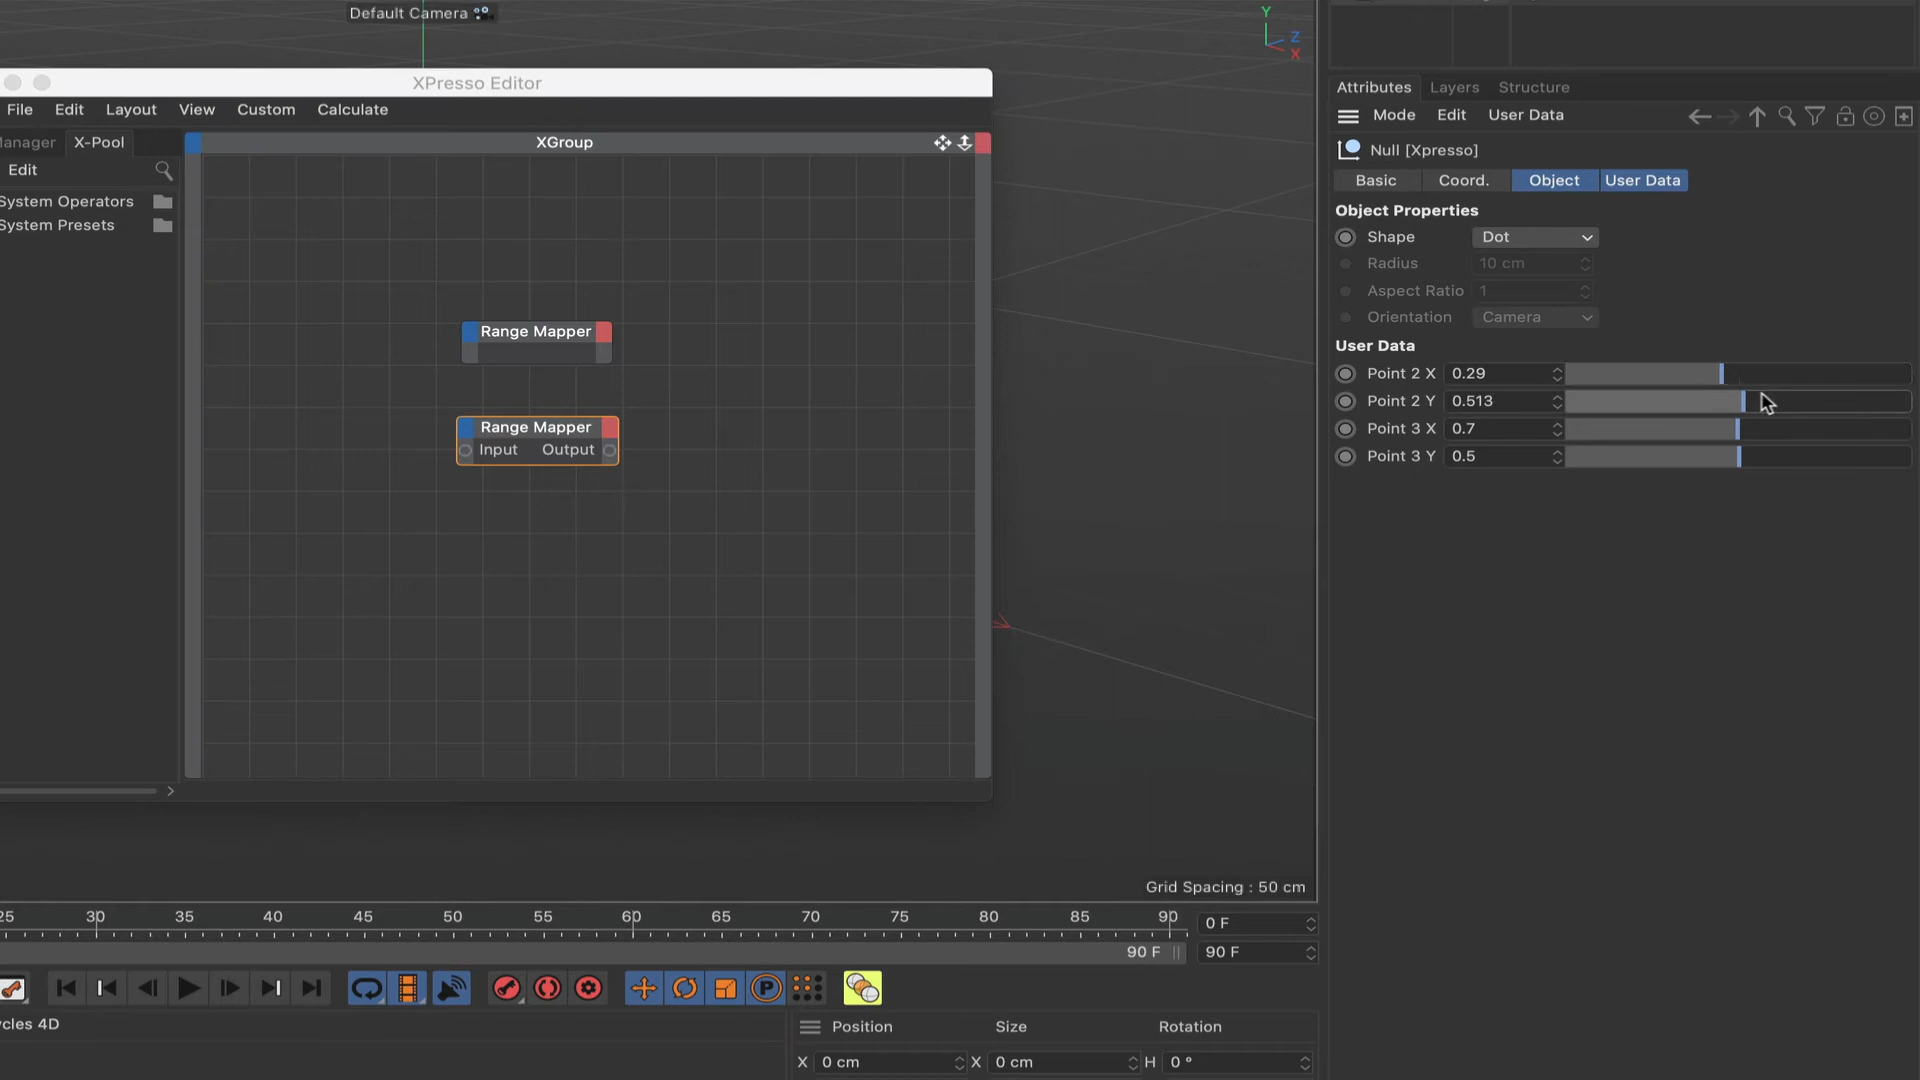 Default Camera
Y
Z
X
XPresso Editor
File Edit Layout View Custom Calculate
anager X-Pool
Edit
System Operators
System Presets
XGroup
Range Mapper
Range Mapper
Input Output
Grid Spacing : 50 cm
Attributes Layers Structure
Mode Edit User Data
Null [Xpresso]
Basic Coord. Object User Data
Object Properties
Shape Dot
Radius 10 cm
Aspect Ratio 1
Orientation Camera
User Data
Point 2 X 0.29
Point 2 Y 0.513
Point 3 X 0.7
Point 3 Y 0.5
25 30 35 40 45 50 55 60 65 70 75 80 85 90 0 F
90 F 90 F
P
ycles 4D
Position Size Rotation
X 0 cm X 0 cm H 0 °